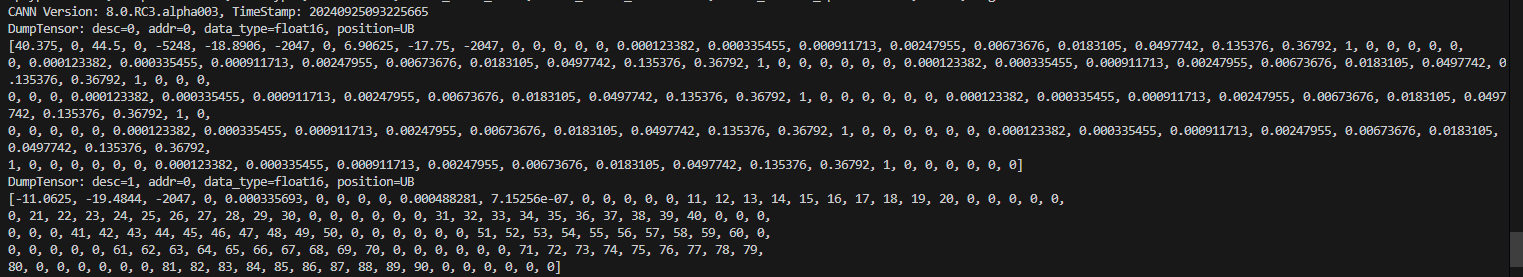 CANN Version: 8.0.RC3.alpha003, TimeStamp: 20240925093225665
DumpTensor: desc=0, addr=0, data_type=float16, position=UB
[40.375, 0, 44.5, 0, -5248, -18.8906, -2047, 0, 6.90625, -17.75, -2047, 0, 0, 0, 0, 0, 0.000123382, 0.000335455, 0.000911713, 0.00247955, 0.00673676, 0.0183105, 0.0497742, 0.135376, 0.36792, 1, 0, 0, 0, 0, 0,
0, 0.000123382, 0.000335455, 0.000911713, 0.00247955, 0.00673676, 0.0183105, 0.0497742, 0.135376, 0.36792, 1, 0, 0, 0, 0, 0, 0, 0.000123382, 0.000335455, 0.000911713, 0.00247955, 0.00673676, 0.0183105, 0.0497742, 0
.135376, 0.36792, 1, 0, 0, 0,
0, 0, 0, 0.000123382, 0.000335455, 0.000911713, 0.00247955, 0.00673676, 0.0183105, 0.0497742, 0.135376, 0.36792, 1, 0, 0, 0, 0, 0, 0, 0.000123382, 0.000335455, 0.000911713, 0.00247955, 0.00673676, 0.0183105, 0.0497
742, 0.135376, 0.36792, 1, 0,
0, 0, 0, 0, 0, 0.000123382, 0.000335455, 0.000911713, 0.00247955, 0.00673676, 0.0183105, 0.0497742, 0.135376, 0.36792, 1, 0, 0, 0, 0, 0, 0, 0.000123382, 0.000335455, 0.000911713, 0.00247955, 0.00673676, 0.0183105,
0.0497742, 0.135376, 0.36792,
1, 0, 0, 0, 0, 0, 0, 0.000123382, 0.000335455, 0.000911713, 0.00247955, 0.00673676, 0.0183105, 0.0497742, 0.135376, 0.36792, 1, 0, 0, 0, 0, 0, 0]
DumpTensor: desc=1, addr=0, data_type=float16, position=UB
[-11.0625, -19.4844, -2047, 0, 0.000335693, 0, 0, 0, 0, 0.000488281, 7.15256e-07, 0, 0, 0, 0, 0, 11, 12, 13, 14, 15, 16, 17, 18, 19, 20, 0, 0, 0, 0, 0,
0, 21, 22, 23, 24, 25, 26, 27, 28, 29, 30, 0, 0, 0, 0, 0, 0, 31, 32, 33, 34, 35, 36, 37, 38, 39, 40, 0, 0, 0,
0, 0, 0, 41, 42, 43, 44, 45, 46, 47, 48, 49, 50, 0, 0, 0, 0, 0, 0, 51, 52, 53, 54, 55, 56, 57, 58, 59, 60, 0,
0, 0, 0, 0, 0, 61, 62, 63, 64, 65, 66, 67, 68, 69, 70, 0, 0, 0, 0, 0, 0, 71, 72, 73, 74, 75, 76, 77, 78, 79,
80, 0, 0, 0, 0, 0, 0, 81, 82, 83, 84, 85, 86, 87, 88, 89, 90, 0, 0, 0, 0, 0, 0]